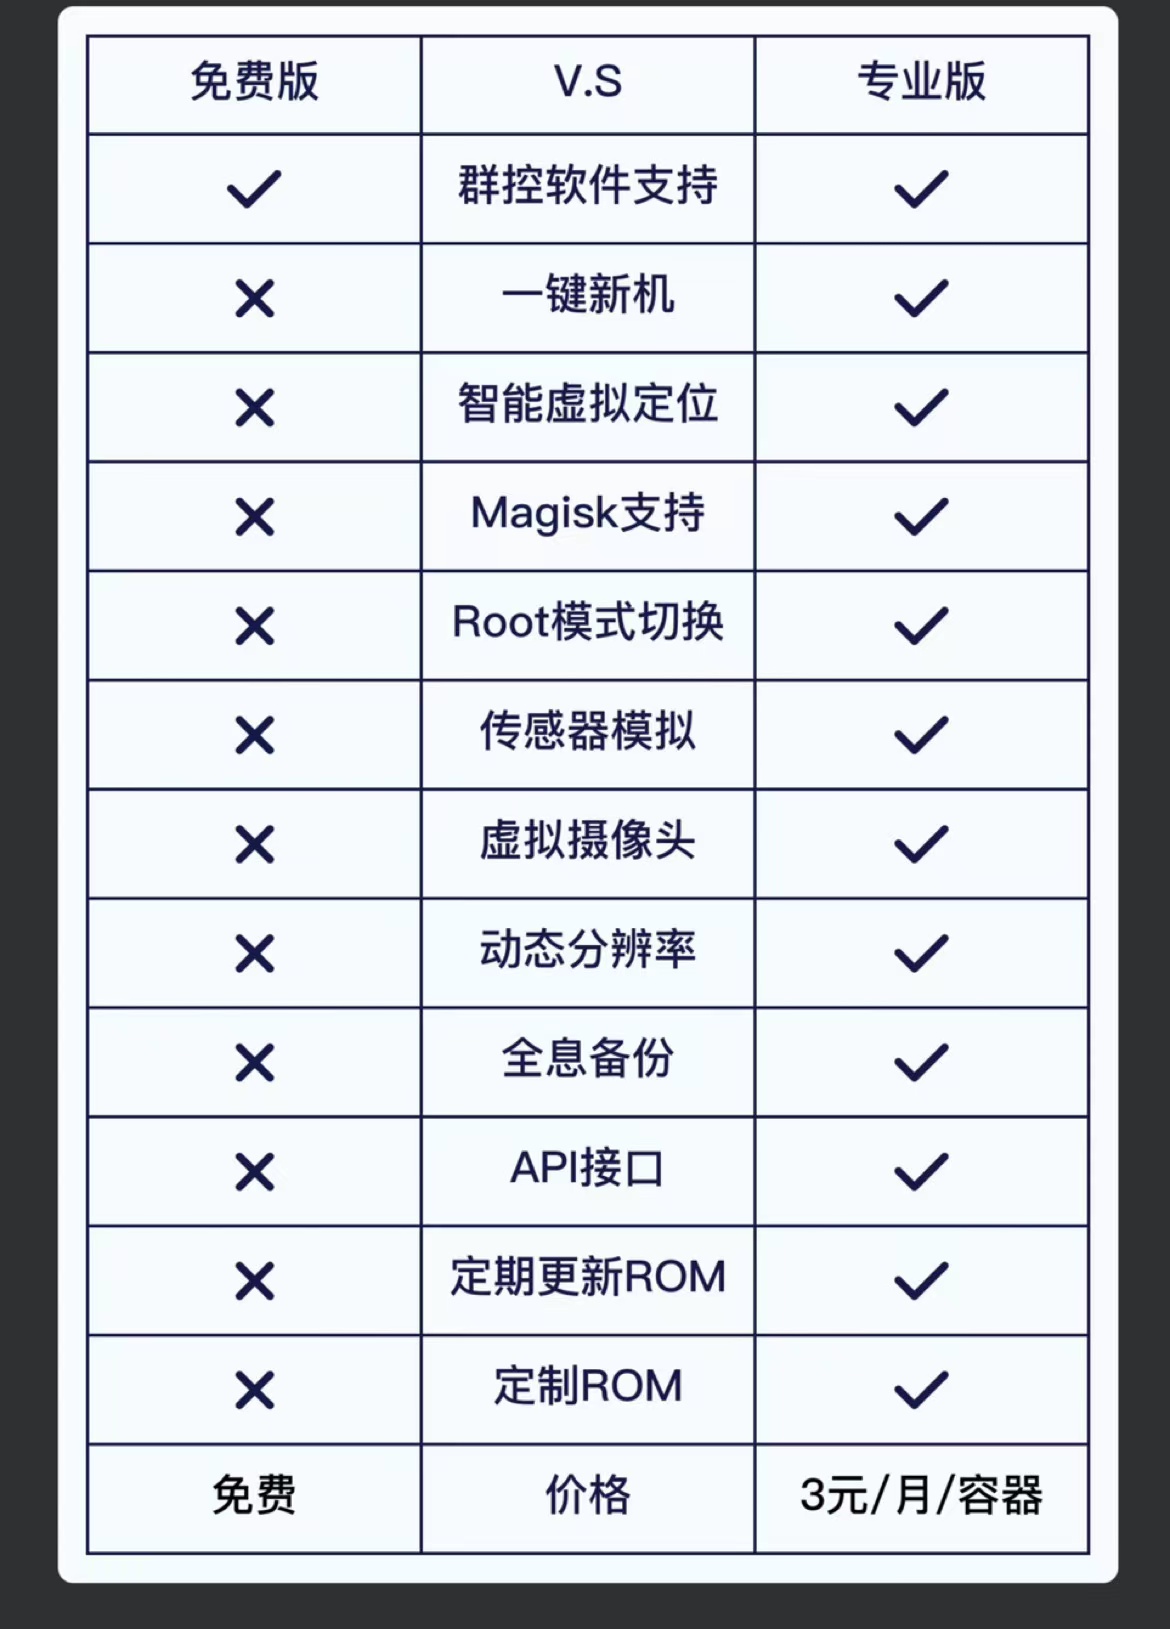 免费版 V.S 专业版
✓ 群控软件支持 ✓
✕ 一键新机 ✓
✕ 智能虚拟定位 ✓
✕ Magisk支持 ✓
✕ Root模式切换 ✓
✕ 传感器模拟 ✓
✕ 虚拟摄像头 ✓
✕ 动态分辨率 ✓
✕ 全息备份 ✓
✕ API接口 ✓
✕ 定期更新ROM ✓
✕ 定制ROM ✓
免费 价格 3元/月/容器